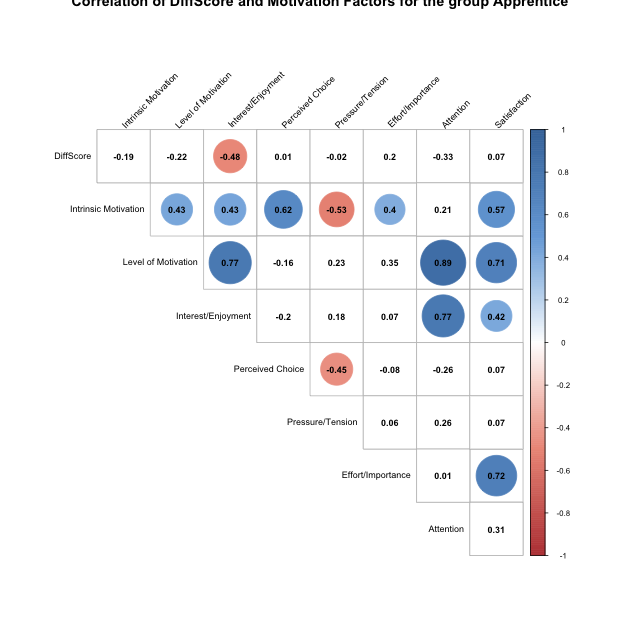 Correlation of DiffScore and Motivation Factors for the group Apprentice
Intrinsic Motivation
Level of Motivation
Interest/Enjoyment
Perceived Choice
Pressure/Tension
Effort/Importance
Attention
Satisfaction
DiffScore -0.19 -0.22 -0.48 0.01 -0.02 0.2 -0.33 0.07
Intrinsic Motivation 0.43 0.43 0.62 -0.53 0.4 0.21 0.57
Level of Motivation 0.77 -0.16 0.23 0.35 0.89 0.71
Interest/Enjoyment -0.2 0.18 0.07 0.77 0.42
Perceived Choice -0.45 -0.08 -0.26 0.07
Pressure/Tension 0.06 0.26 0.07
Effort/Importance 0.01 0.72
Attention 0.31
1
0.8
0.6
0.4
0.2
0
-0.2
-0.4
-0.6
-0.8
-1